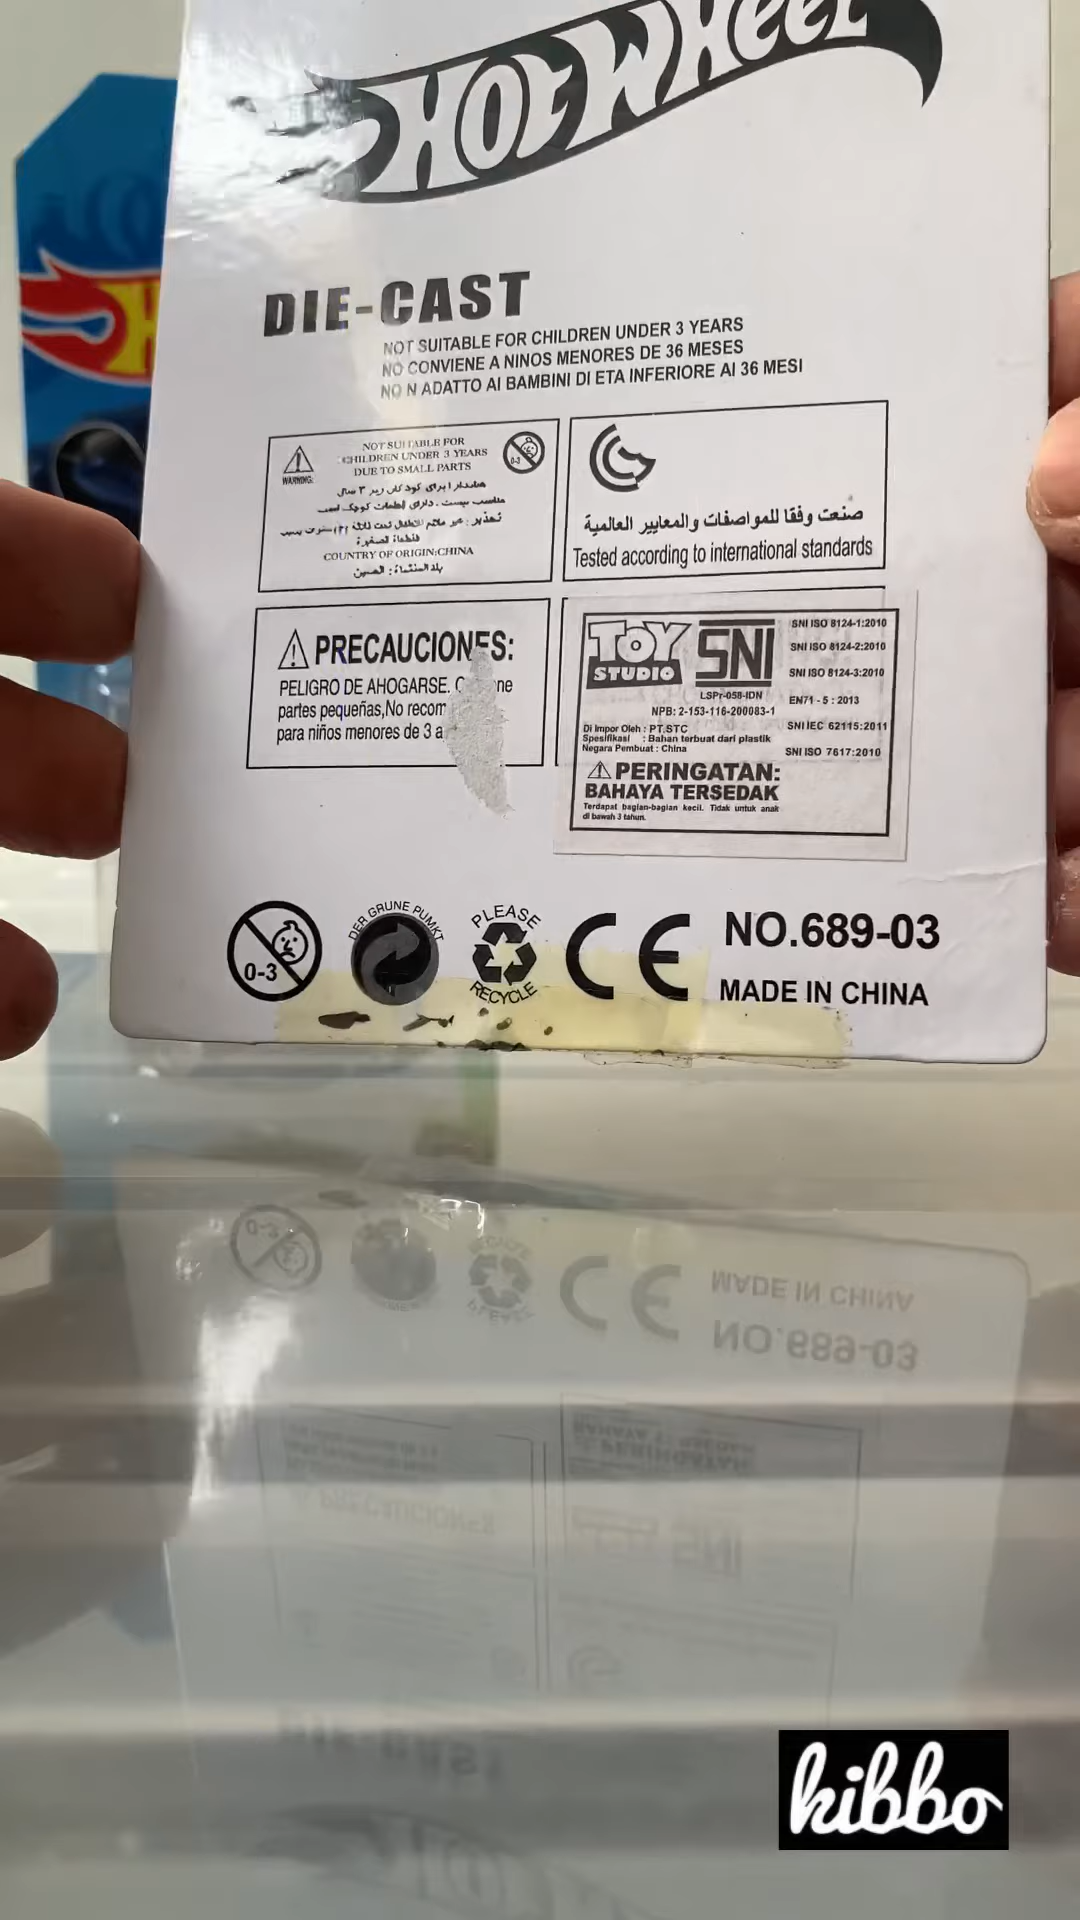 HOT WHEEL
DIE-CAST
NOT SUITABLE FOR CHILDREN UNDER 3 YEARS
NO CONVIENE A NINOS MENORES DE 36 MESES
NO N ADATTO AI BAMBINI DI ETA INFERIORE AI 36 MESI
NOT SUITABLE FOR
CHILDREN UNDER 3 YEARS
DUE TO SMALL PARTS
WARNING:
0-3
COUNTRY OF ORIGIN:CHINA
صنعت وفقا للمواصفات والمعايير العالمية
Tested according to international standards
PRECAUCIONES:
PELIGRO DE AHOGARSE. C ne
partes pequeñas,No recom
para niños menores de 3 a
TOY
STUDIO
SNI
LSPr-058-IDN
NPB: 2-153-116-200083-1
Di Impor Oleh : PT.STC
Spesifikasi : Bahan terbuat dari plastik
Negara Pembuat : China
PERINGATAN:
BAHAYA TERSEDAK
Terdapat bagian-bagian kecil. Tidak untuk anak
di bawah 3 tahun.
SNI ISO 8124-1:2010
SNI ISO 8124-2:2010
SNI ISO 8124-3:2010
EN71 - 5 : 2013
SNI IEC 62115:2011
SNI ISO 7617:2010
0-3
DER GRUNE PUMKT
PLEASE
RECYCLE
CE
NO.689-03
MADE IN CHINA
kibbo